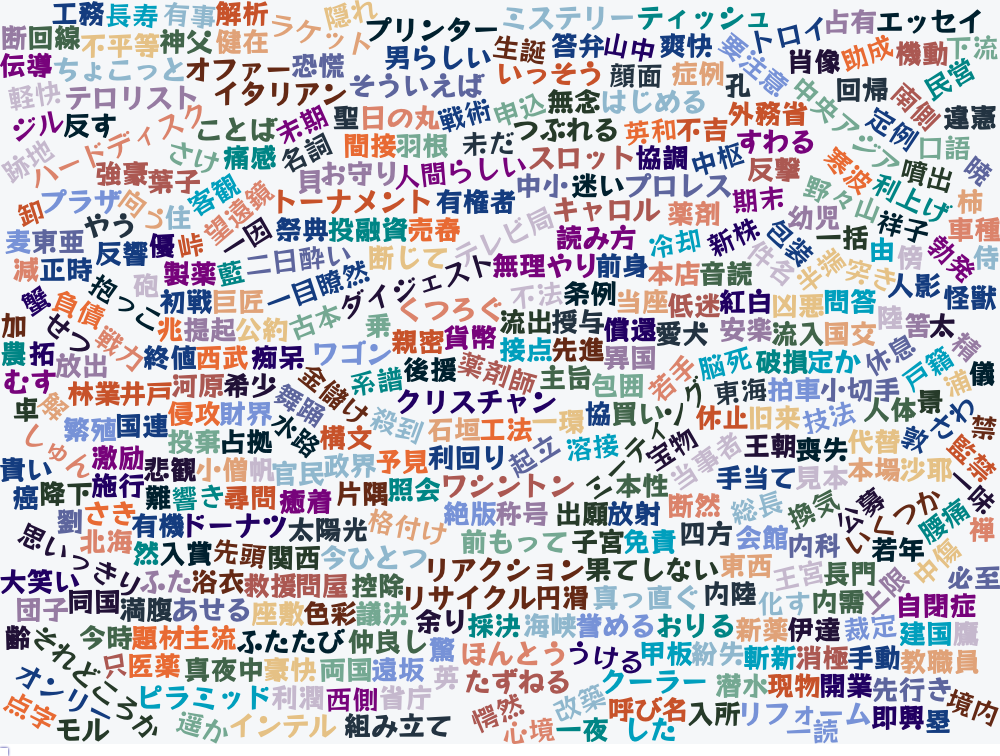 工務 長寿 有事 解析 ラケット 隠れ プリンター ミステリー ティッシュ トロイ 占有 エッセイ
断 回線 不平等 神父 健在 男らしい 生誕 答弁 山中 爽快 要注意 肖像 助成 機動 下流
伝導 ちょこっと オファー 恐慌 そういえば いっそう 顔面 症例 孔 中央アジア 回帰 民営
軽快 テロリスト イタリアン 申込 無念 はじめる 外務省 南側 違憲
ジル 反す ハードディスク ことば 末期 聖 日の丸 戦術 つぶれる 英和 不吉 すわる 定例 口語
跡地 さけ 痛感 名詞 間接 羽根 未だ スロット 協調 中枢 反撃 寒波 噴出 暁
強豪 葉子 客観 貝 お守り 人間らしい 中小 迷い プロレス 期末 野々山 利上げ 柿
卸 プラザ 向こう 住 望遠鏡 トーナメント 有権者 キャロル 薬剤 幼児 祥子 車種
麦 東亜 やう 反響 優 峠 一因 祭典 投融資 売春 テレビ局 読み方 冷却 新株 包装 一括 由 傍 勃発 侍
減 正時 抱っこ 砲 製薬 藍 二日酔い 断じて ダイジェスト 無理やり 前身 本店 音読 件名 半端 突き 人影 怪獣
蟹 負債 初戦 巨匠 一目瞭然 くつろぐ 不法 条例 当座 低迷 紅白 凶悪 問答
加 せつ 戦力 兆 提起 公約 古本 乗 親密 貨幣 流出 授与 償還 愛犬 安楽 流入 国交 陸 筈 太
農 拓 放出 終値 西武 痴呆 ワゴン 後援 接点 先進 異国 脳死 破損 定か 休息 戸籍 儀
むす 林業 井戸 河原 希少 舞踊 金儲け 系譜 薬剤師 主旨 包囲 若手 東海 拍車 小切手 浦
卓 繁殖 国連 侵攻 財界 水路 クリスチャン 殺到 石垣 工法 一環 協 買い シーティング 休止 旧来 技法 人体 景 さわ 禁
しゅん 激励 投棄 占拠 構文 起立 溶接 宝物 当事者 王朝 喪失 代替 敦 監禁
貴い 悲観 小僧 帆 官民 政界 予見 利回り 手当て 見本 本場 沙耶 一味
癌 降下 施行 難 響き 尋問 癒着 片隅 照会 ワシントン 本性 断然 総長 換気 公募 いくつか 腰痛 禅
劉 さき 有機 ドーナツ 太陽光 格付け 絶版 称号 出願 放射
思いっきり 北海 然 入賞 先頭 関西 今ひとつ 前もって 子宮 免責 四方 会館 内科 若年 中傷
大笑い ふた 浴衣 救援 問屋 控除 リアクション 果てしない 東西 王宮 長門 上限 必至
団子 同国 満腹 あせる 座敷 色彩 議決 リサイクル 円滑 真っ直ぐ 内陸 化す 内需 自閉症
齢 それどころか 今時 題材 主流 ふたたび 仲良し 余り 採決 海峡 誉める おりる 新薬 伊達 裁定 建国 鷹
只 医薬 真夜中 豪快 両国 遠坂 驚 ほんとう うける 甲板 紛失 斬新 消極 手動 教職員
オンリー ピラミッド 利潤 西側 省庁 英 たずねる クーラー 潜水 現物 開業 先行き 境内
点字 モル 遥か インテル 組み立て 愕然 改築 呼び名 入所 リフォーム 即興 塁
心境 一夜 した 一読